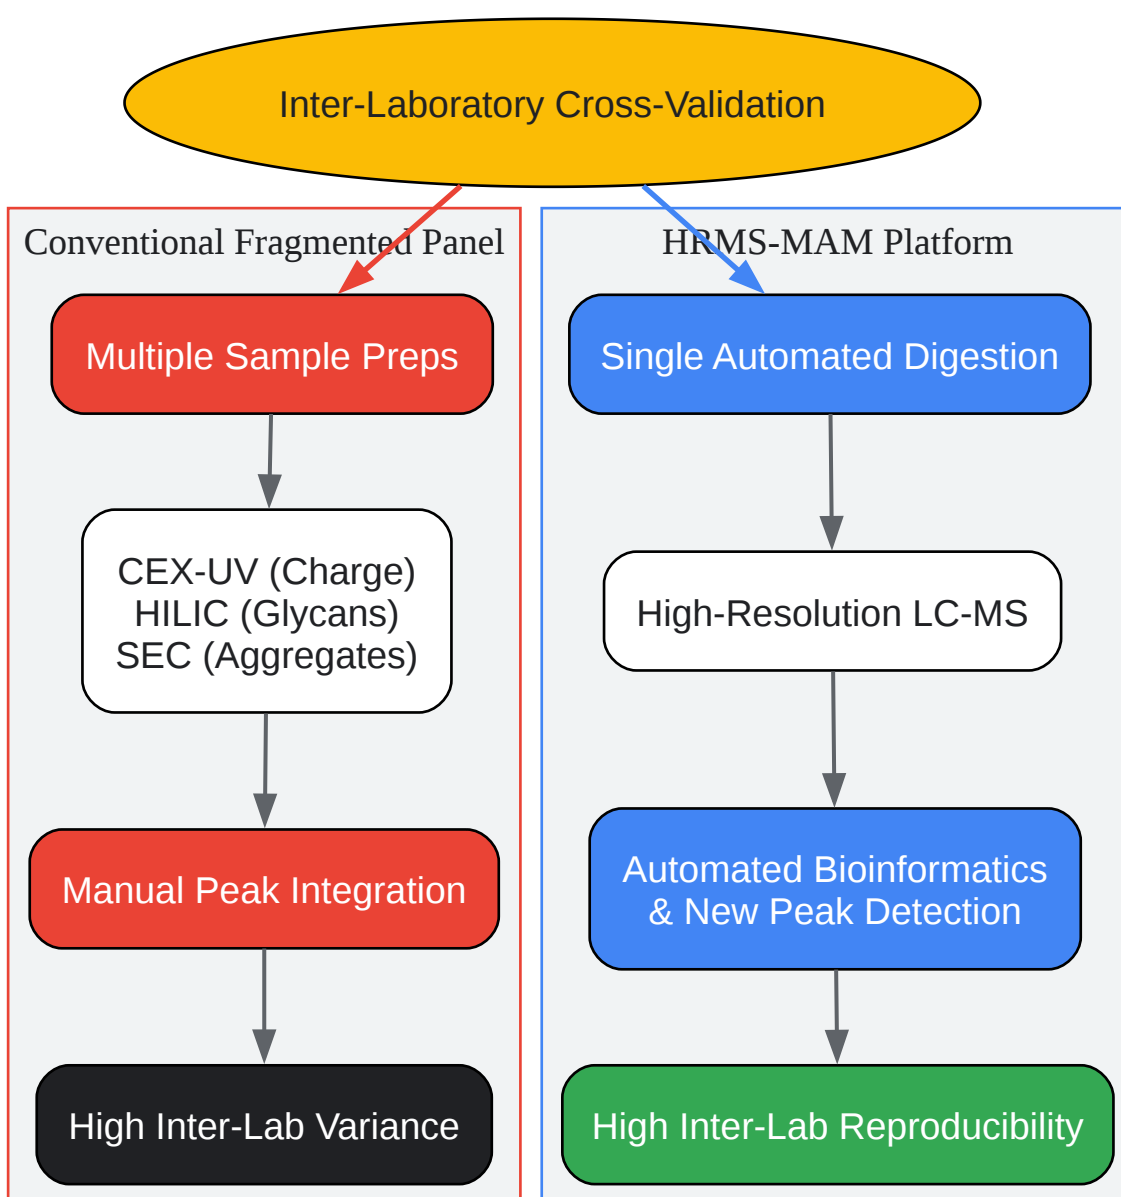 Inter-Laboratory Cross-Validation
Conventional Fragmented Panel
Multiple Sample Preps
CEX-UV (Charge)
HILIC (Glycans)
SEC (Aggregates)
Manual Peak Integration
High Inter-Lab Variance
HRMS-MAM Platform
Single Automated Digestion
High-Resolution LC-MS
Automated Bioinformatics
& New Peak Detection
High Inter-Lab Reproducibility